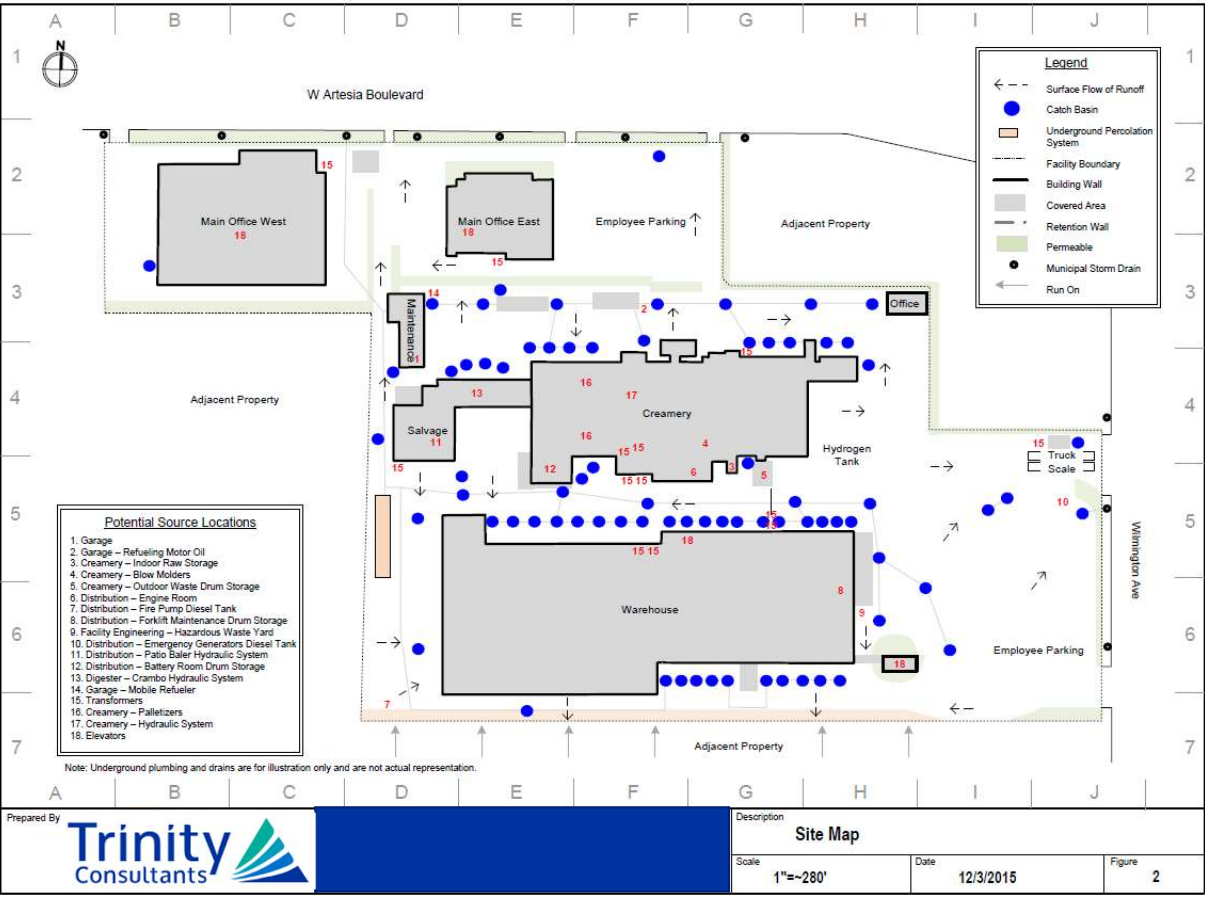 A B C D E F G H I J
1 1
N
W Artesia Boulevard
Legend
Surface Flow of Runoff
Catch Basin
Underground Percolation
System
Facility Boundary
Building Wall
Covered Area
Retention Wall
Permeable
Municipal Storm Drain
Run On
2 2
15
Main Office West
18
Main Office East
18
15
Employee Parking
Adjacent Property
3 3
14
Maintenance
1
2
Office
15
4 4
Adjacent Property
13
16
17
Creamery
Salvage
11
16
15 15
4
Hydrogen
Tank
15
Truck
Scale
15
12
15 15
6
3
5
10
5 5
15
15
18
15 15
Wilmington Ave
Potential Source Locations
1. Garage
2. Garage – Refueling Motor Oil
3. Creamery – Indoor Raw Storage
4. Creamery – Blow Molders
5. Creamery – Outdoor Waste Drum Storage
6. Distribution – Engine Room
7. Distribution – Fire Pump Diesel Tank
8. Distribution – Forklift Maintenance Drum Storage
9. Facility Engineering – Hazardous Waste Yard
10. Distribution – Emergency Generators Diesel Tank
11. Distribution – Patio Baler Hydraulic System
12. Distribution – Battery Room Drum Storage
13. Digester – Crambo Hydraulic System
14. Garage – Mobile Refueler
15. Transformers
16. Creamery – Palletizers
17. Creamery – Hydraulic System
18. Elevators
8
Warehouse
9
6 6
Employee Parking
18
7
7 7
Adjacent Property
Note: Underground plumbing and drains are for illustration only and are not actual representation.
A B C D E F G H I J
Prepared By
Trinity
Consultants
Description
Site Map
Scale
1"=~280'
Date
12/3/2015
Figure
2